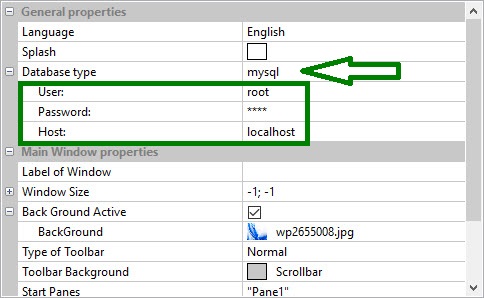 General properties
Language English
Splash
Database type mysql
User: root
Password: ****
Host: localhost
Main Window properties
Label of Window
Window Size -1; -1
Back Ground Active
BackGround wp2655008.jpg
Type of Toolbar Normal
Toolbar Background Scrollbar
Start Panes "Pane1"